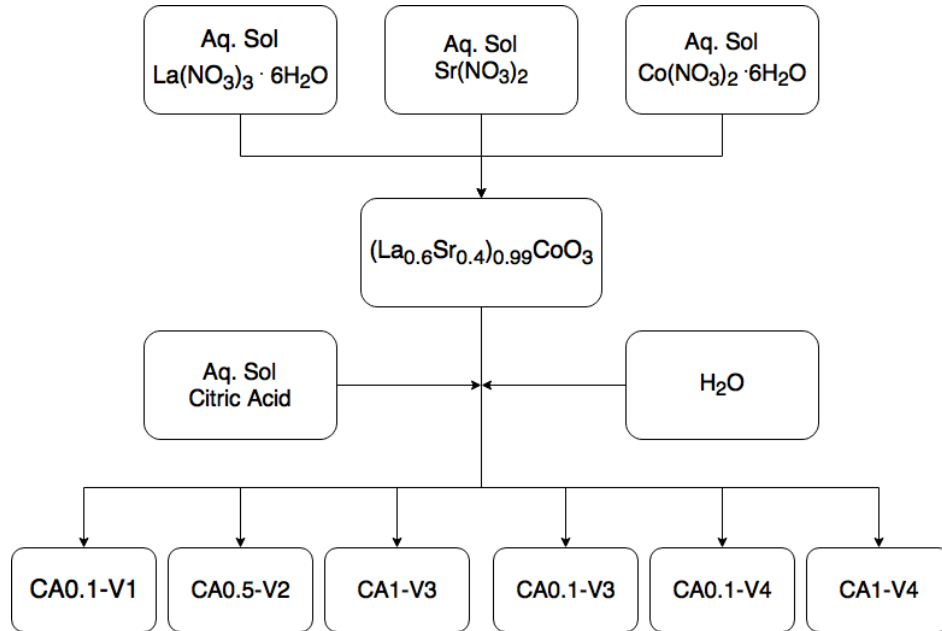 Aq. Sol
La(NO₃)₃ · 6H₂O
Aq. Sol
Sr(NO₃)₂
Aq. Sol
Co(NO₃)₂ ·6H₂O
(La₀.₆Sr₀.₄)₀.₉₉CoO₃
Aq. Sol
Citric Acid
H₂O
CA0.1-V1
CA0.5-V2
CA1-V3
CA0.1-V3
CA0.1-V4
CA1-V4